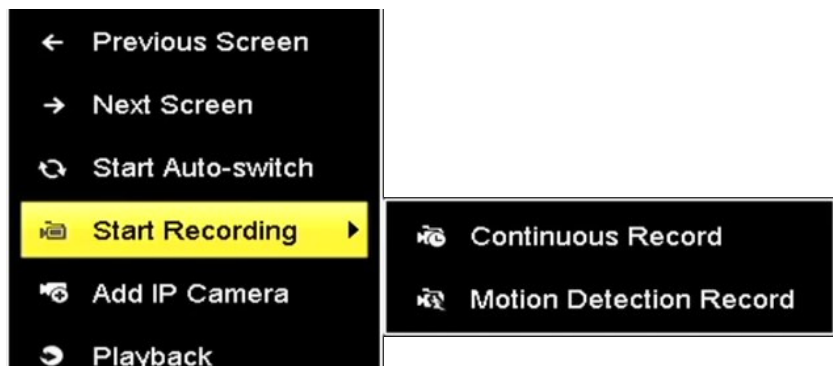 Previous Screen
Next Screen
Start Auto-switch
Start Recording
Continuous Record
Add IP Camera
Motion Detection Record
Playback